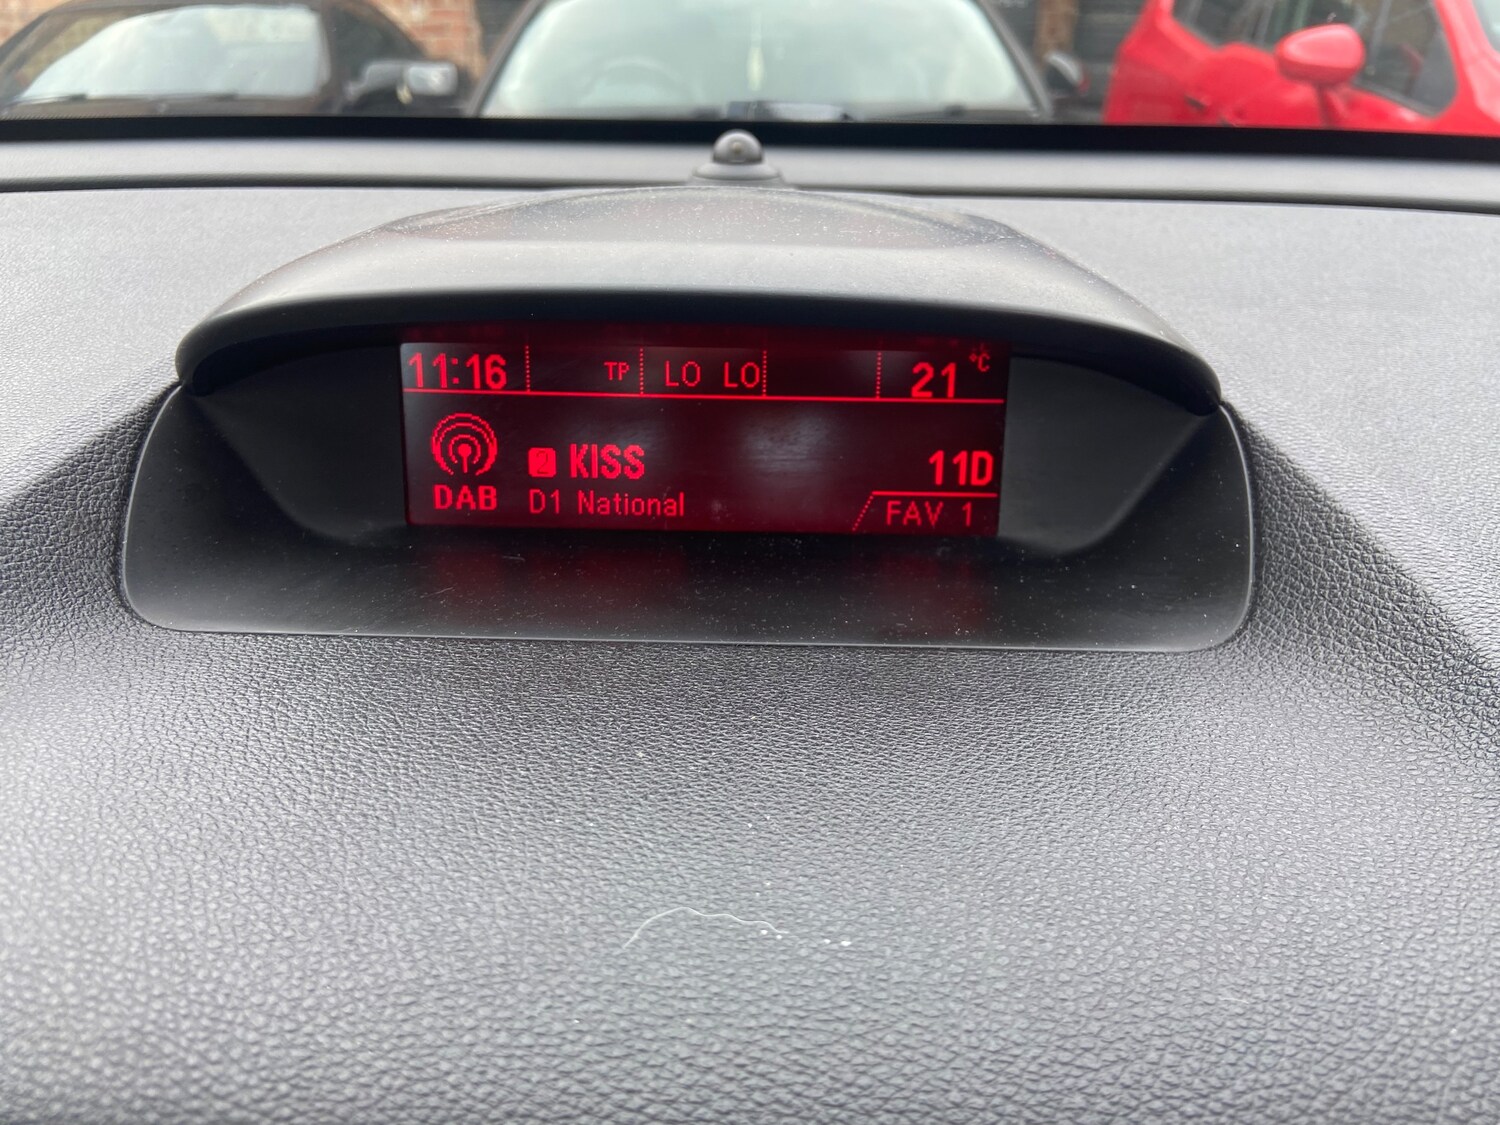 11:16 TP LO LO 21 °C
KISS 11D
DAB D1 National FAV 1